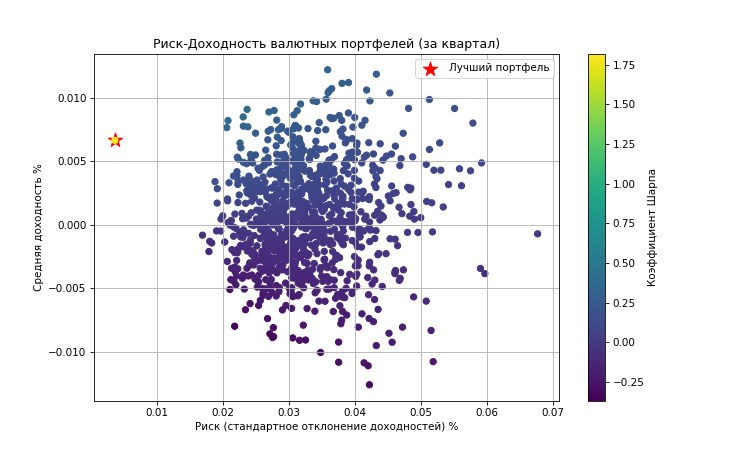 Риск-Доходность валютных портфелей (за квартал)
Лучший портфель
0.010
0.005
0.000
−0.005
−0.010
Средняя доходность %
0.01 0.02 0.03 0.04 0.05 0.06 0.07
Риск (стандартное отклонение доходностей) %
1.75
1.50
1.25
1.00
0.75
0.50
0.25
0.00
−0.25
Коэффициент Шарпа